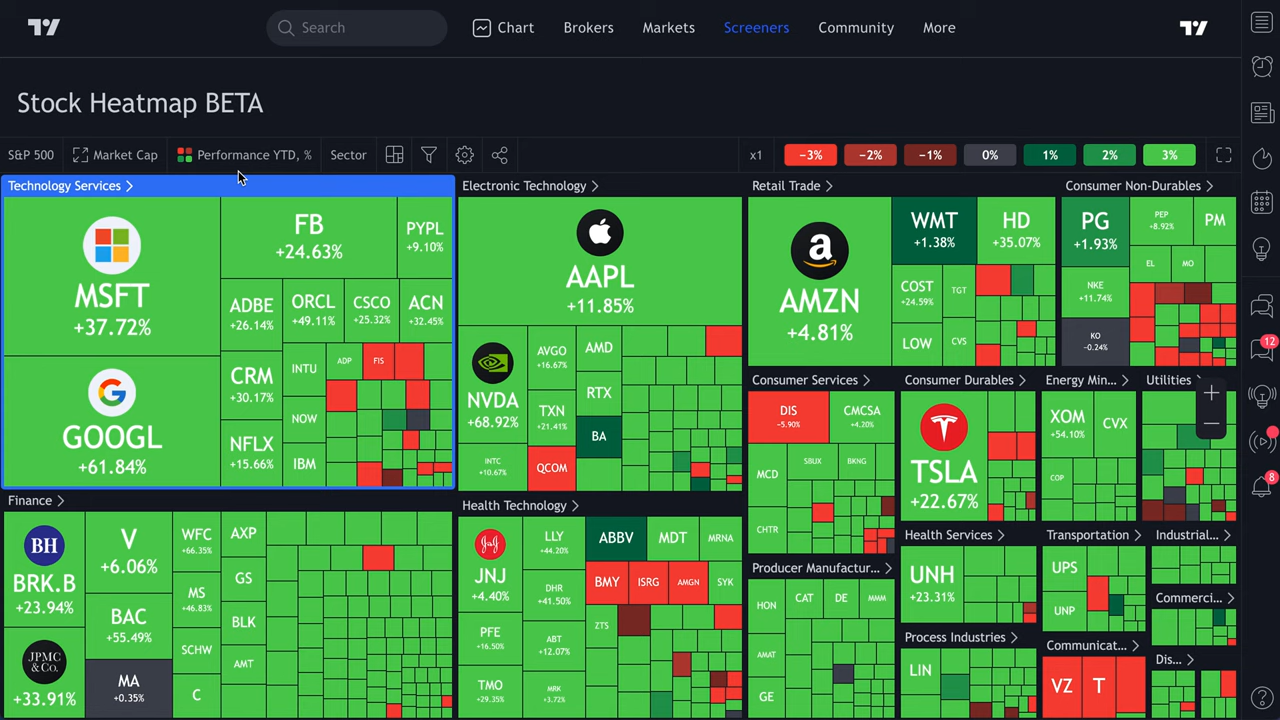 Search
Chart
Brokers
Markets
Screeners
Community
More
Stock Heatmap BETA
S&P 500
Market Cap
Performance YTD, %
Sector
x1
−3%
−2%
−1%
0%
1%
2%
3%
Technology Services
MSFT
+37.72%
GOOGL
+61.84%
FB
+24.63%
PYPL
+9.10%
ADBE
+26.14%
ORCL
+49.11%
CSCO
+25.32%
ACN
+32.45%
CRM
+30.17%
NFLX
+15.66%
INTU
ADP
FIS
NOW
IBM
Electronic Technology
AAPL
+11.85%
NVDA
+68.92%
AVGO
+16.67%
AMD
TXN
+21.41%
RTX
BA
INTC
+10.67%
QCOM
Retail Trade
AMZN
+4.81%
WMT
+1.38%
HD
+35.07%
COST
+24.59%
TGT
LOW
CVS
Consumer Non-Durables
PG
+1.93%
PEP
+8.92%
PM
NKE
+11.74%
EL
MO
KO
−0.24%
Consumer Services
DIS
−5.90%
CMCSA
+4.20%
MCD
SBUX
BKNG
CHTR
Consumer Durables
TSLA
+22.67%
Energy Min...
XOM
+54.10%
CVX
COP
Utilities
Finance
BH
BRK.B
+23.94%
JPMC
& CO.
+33.91%
V
+6.06%
BAC
+55.49%
MA
+0.35%
WFC
+66.35%
MS
+46.83%
SCHW
C
AXP
GS
BLK
AMT
Health Technology
J&J
JNJ
+4.40%
PFE
+16.50%
TMO
+29.35%
LLY
+44.20%
DHR
+41.50%
ABT
+12.07%
MRK
+3.72%
ABBV
MDT
MRNA
BMY
ISRG
AMGN
SYK
ZTS
Producer Manufactur...
HON
CAT
DE
MMM
AMAT
GE
Health Services
UNH
+23.31%
Process Industries
LIN
Transportation
UPS
UNP
Communicat...
VZ
T
Industrial...
Commerci...
Dis...
12
8